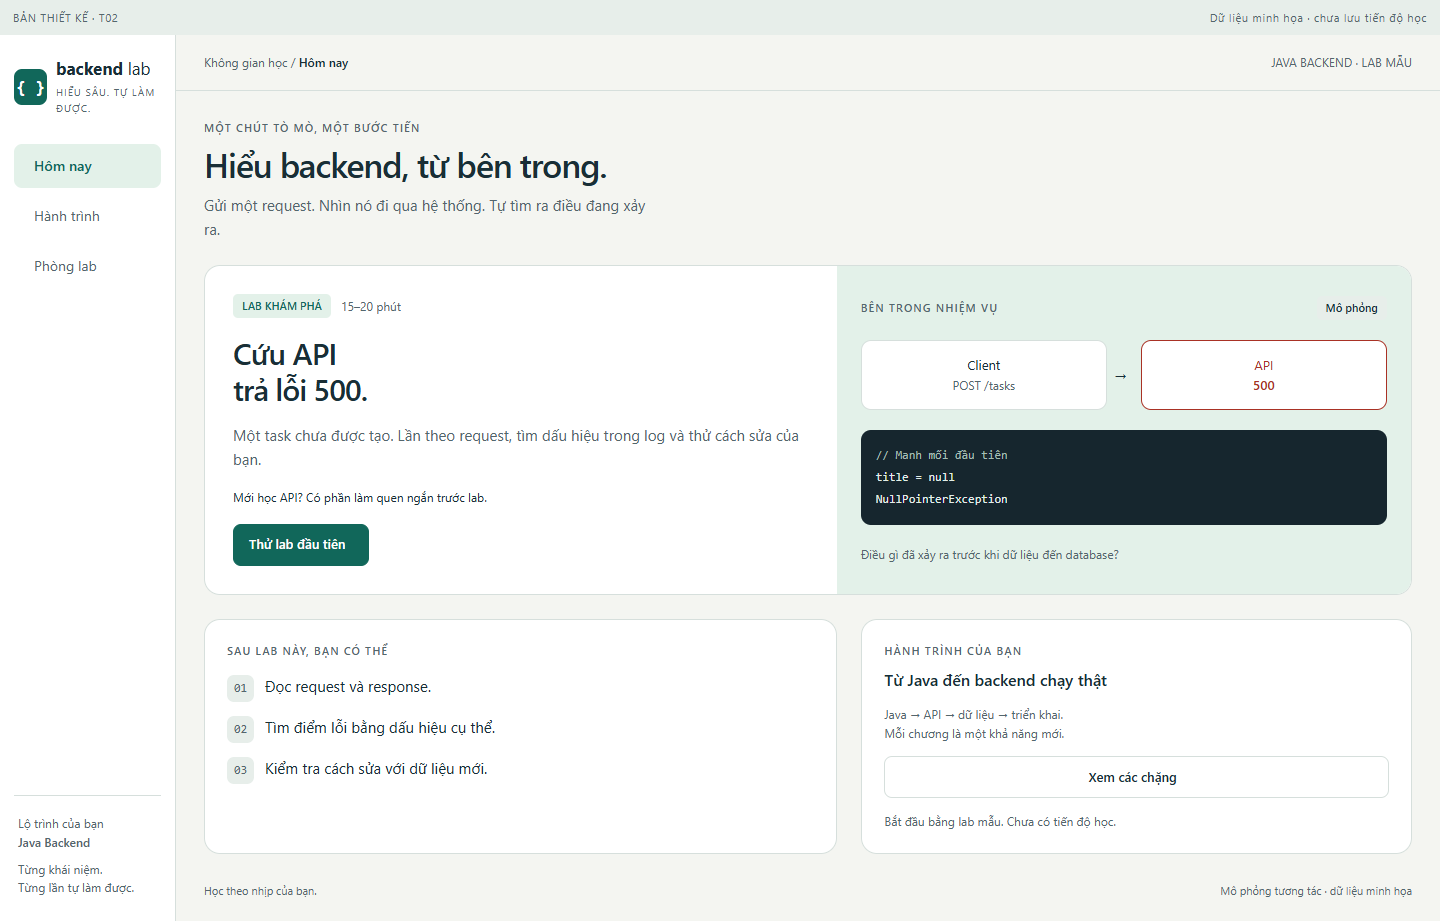 BẢN THIẾT KẾ · T02
Dữ liệu minh họa · chưa lưu tiến độ học
{ }
backend lab
HIỂU SÂU. TỰ LÀM
ĐƯỢC.
Hôm nay
Hành trình
Phòng lab
Lộ trình của bạn
Java Backend
Từng khái niệm.
Từng lần tự làm được.
Không gian học / Hôm nay
JAVA BACKEND · LAB MẪU
MỘT CHÚT TÒ MÒ, MỘT BƯỚC TIẾN
Hiểu backend, từ bên trong.
Gửi một request. Nhìn nó đi qua hệ thống. Tự tìm ra điều đang xảy
ra.
LAB KHÁM PHÁ
15–20 phút
Cứu API
trả lỗi 500.
Một task chưa được tạo. Lần theo request, tìm dấu hiệu trong log và thử cách sửa của
bạn.
Mới học API? Có phần làm quen ngắn trước lab.
Thử lab đầu tiên
BÊN TRONG NHIỆM VỤ
Mô phỏng
Client
POST /tasks
→
API
500
// Manh mối đầu tiên
title = null
NullPointerException
Điều gì đã xảy ra trước khi dữ liệu đến database?
SAU LAB NÀY, BẠN CÓ THỂ
01 Đọc request và response.
02 Tìm điểm lỗi bằng dấu hiệu cụ thể.
03 Kiểm tra cách sửa với dữ liệu mới.
HÀNH TRÌNH CỦA BẠN
Từ Java đến backend chạy thật
Java → API → dữ liệu → triển khai.
Mỗi chương là một khả năng mới.
Xem các chặng
Bắt đầu bằng lab mẫu. Chưa có tiến độ học.
Học theo nhịp của bạn.
Mô phỏng tương tác · dữ liệu minh họa